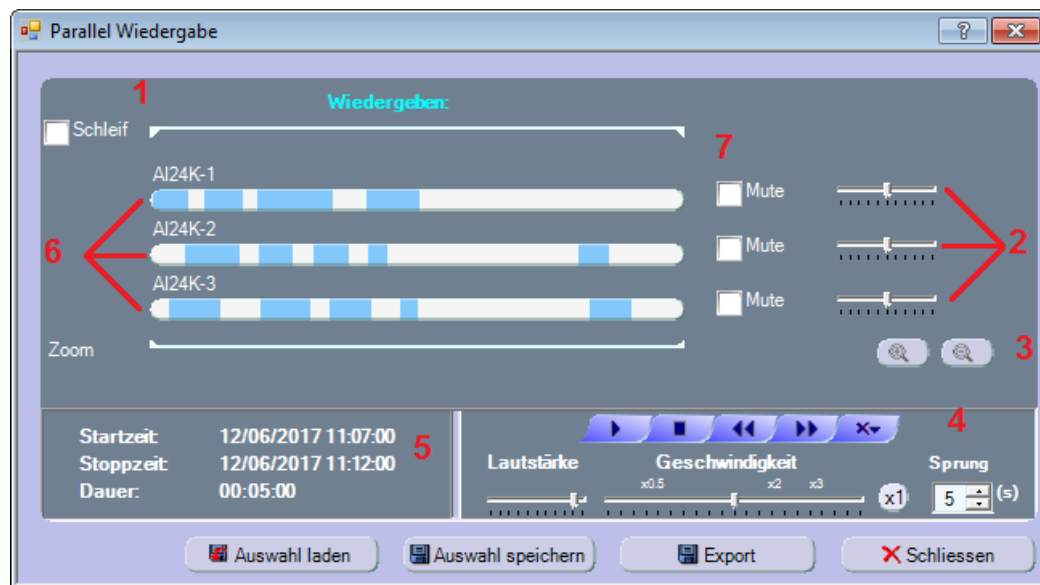 Parallel Wiedergabe
?
1
Wiedergeben:
Schleif
7
AI24K-1
Mute
AI24K-2
6
Mute
2
AI24K-3
Mute
Zoom
3
Startzeit: 12/06/2017 11:07:00
Stoppzeit: 12/06/2017 11:12:00
Dauer: 00:05:00
5
4
Lautstärke
Geschwindigkeit
Sprung
x0.5 x2 x3
x1
5 (s)
Auswahl laden
Auswahl speichern
Export
Schliessen